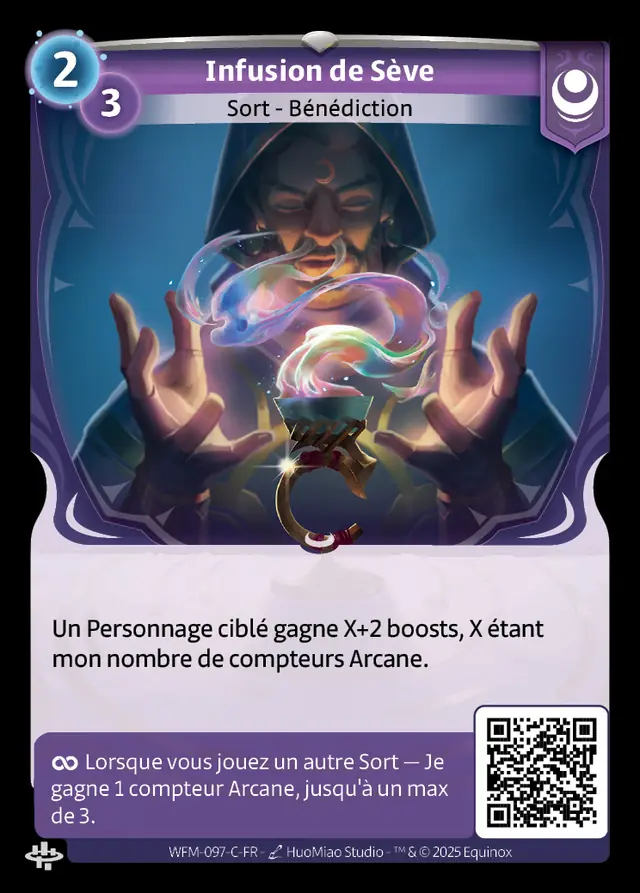 2
3
Infusion de Sève
Sort - Bénédiction
Un Personnage ciblé gagne X+2 boosts, X étant
mon nombre de compteurs Arcane.
∞ Lorsque vous jouez un autre Sort — Je
gagne 1 compteur Arcane, jusqu'à un max
de 3.
WFM-097-C-FR - HuoMiao Studio - ™ & © 2025 Equinox